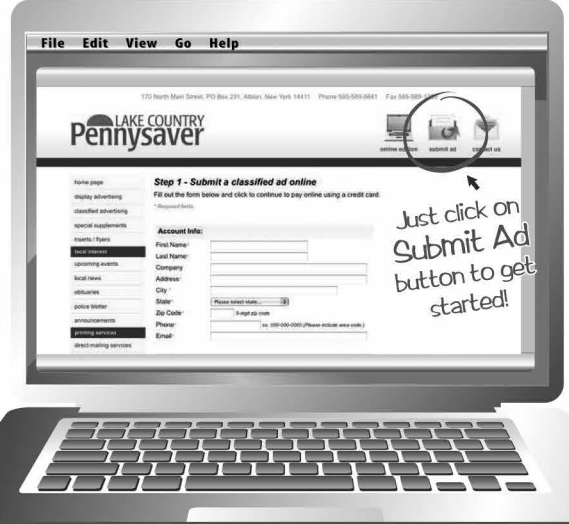 File Edit View Go Help
170 North Main Street, PO Box 231, Albion, New York 14411 Phone 585-589-5641 Fax 585-589-
LAKE COUNTRY
Pennysaver
online edition submit ad contact us
home page
display advertising
classified advertising
special supplements
inserts / flyers
local interest
upcoming events
local news
obituaries
police blotter
announcements
printing services
direct-mailing services
Step 1 - Submit a classified ad online
Fill out the form below and click to continue to pay online using a credit card.
* Required fields.
Account Info:
First Name*
Last Name*
Company
Address*
City *
State* Please select state...
Zip Code* 5-digit zip code
Phone* ex. 000-000-0000 (Please include area code.)
Email*
Just click on
Submit Ad
button to get
started!